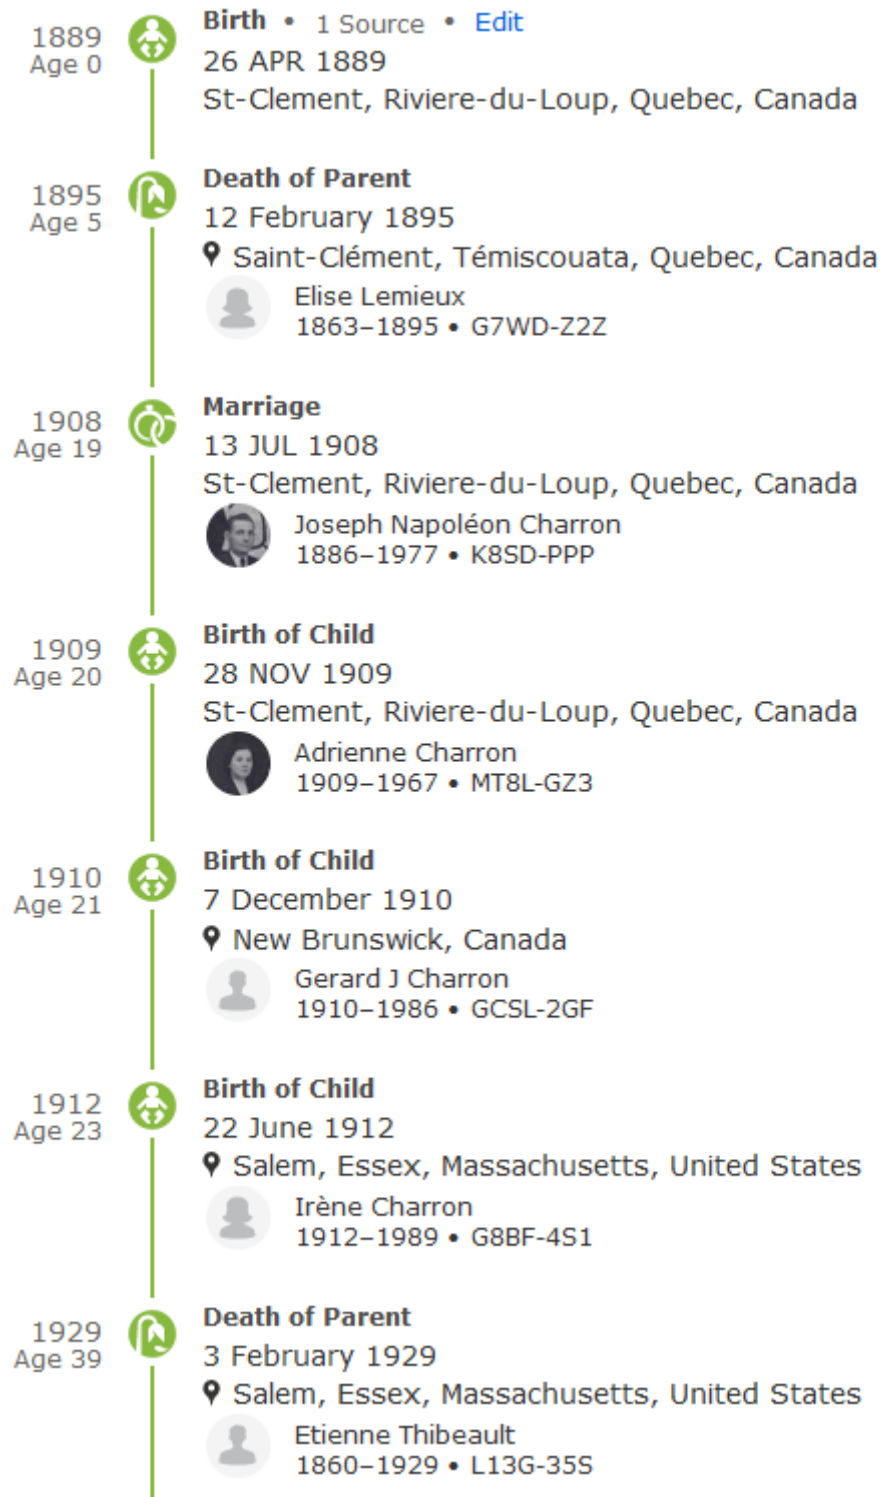 1889
Age 0
Birth • 1 Source • Edit
26 APR 1889
St-Clement, Riviere-du-Loup, Quebec, Canada
1895
Age 5
Death of Parent
12 February 1895
Saint-Clément, Témiscouata, Quebec, Canada
Elise Lemieux
1863–1895 • G7WD-Z2Z
1908
Age 19
Marriage
13 JUL 1908
St-Clement, Riviere-du-Loup, Quebec, Canada
Joseph Napoléon Charron
1886–1977 • K8SD-PPP
1909
Age 20
Birth of Child
28 NOV 1909
St-Clement, Riviere-du-Loup, Quebec, Canada
Adrienne Charron
1909–1967 • MT8L-GZ3
1910
Age 21
Birth of Child
7 December 1910
New Brunswick, Canada
Gerard J Charron
1910–1986 • GCSL-2GF
1912
Age 23
Birth of Child
22 June 1912
Salem, Essex, Massachusetts, United States
Irène Charron
1912–1989 • G8BF-4S1
1929
Age 39
Death of Parent
3 February 1929
Salem, Essex, Massachusetts, United States
Etienne Thibeault
1860–1929 • L13G-35S